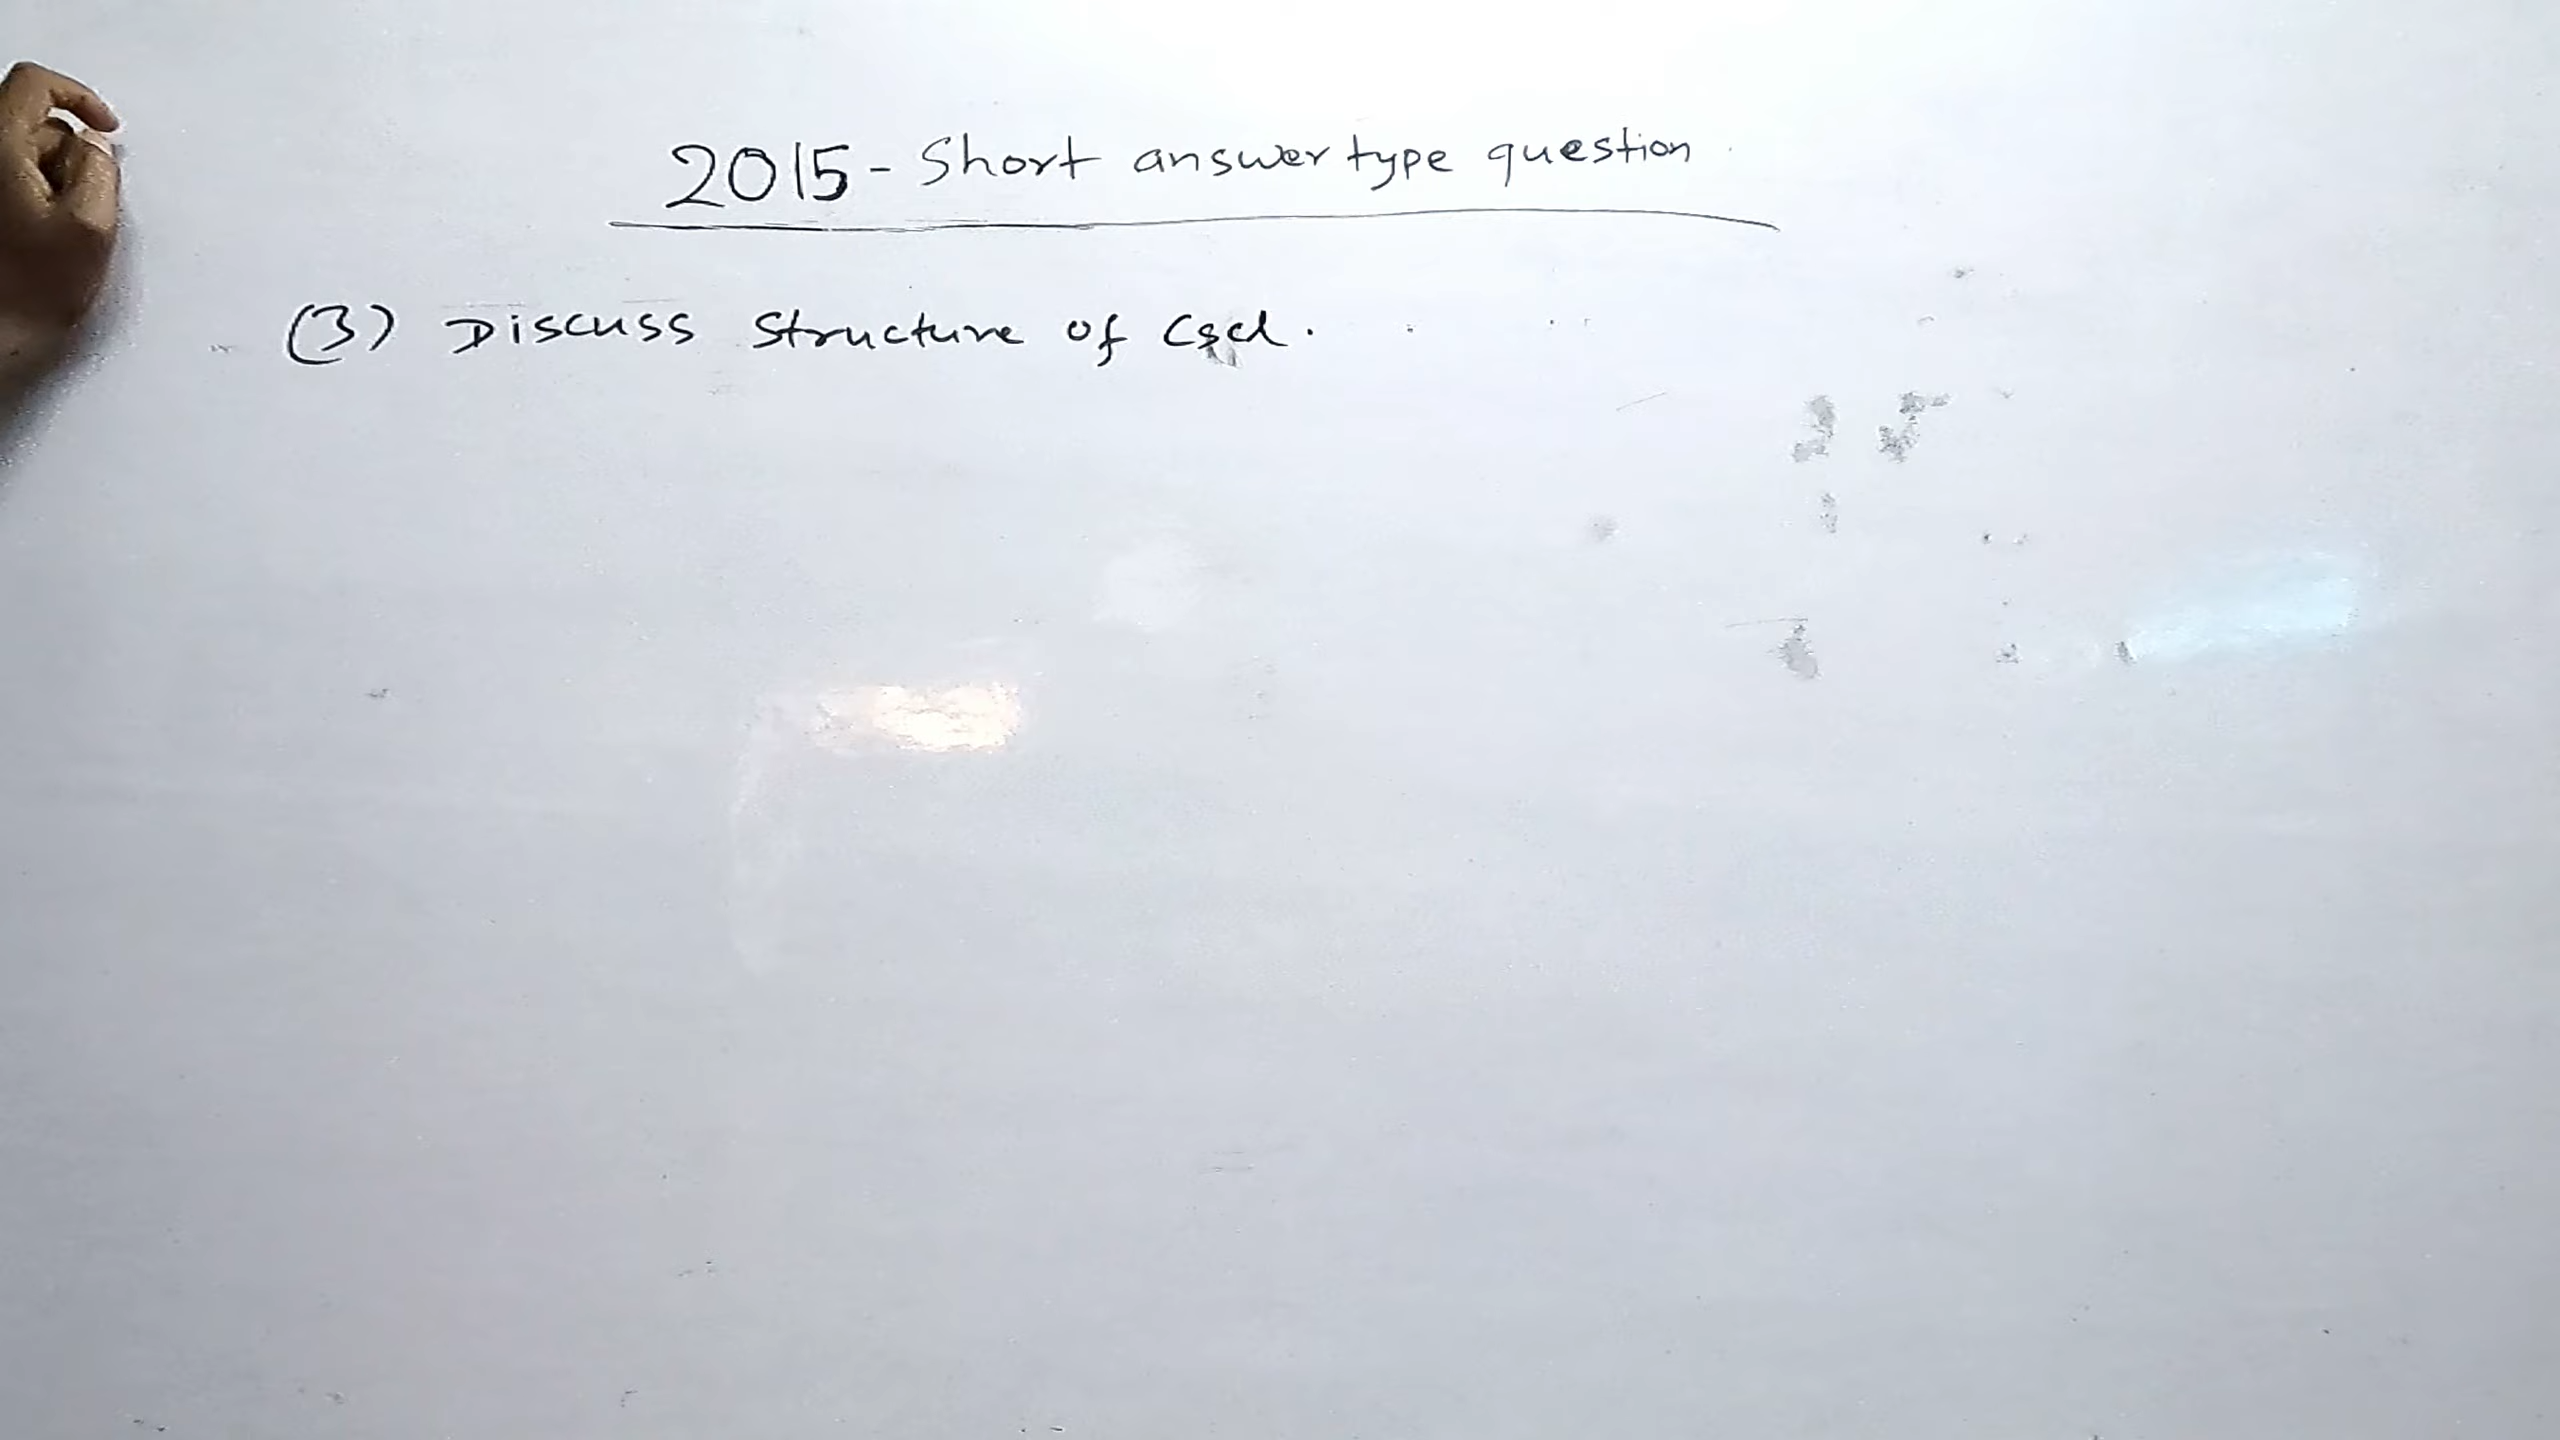 2015 - Short answer type question
(3) Discuss structure of Cscl.